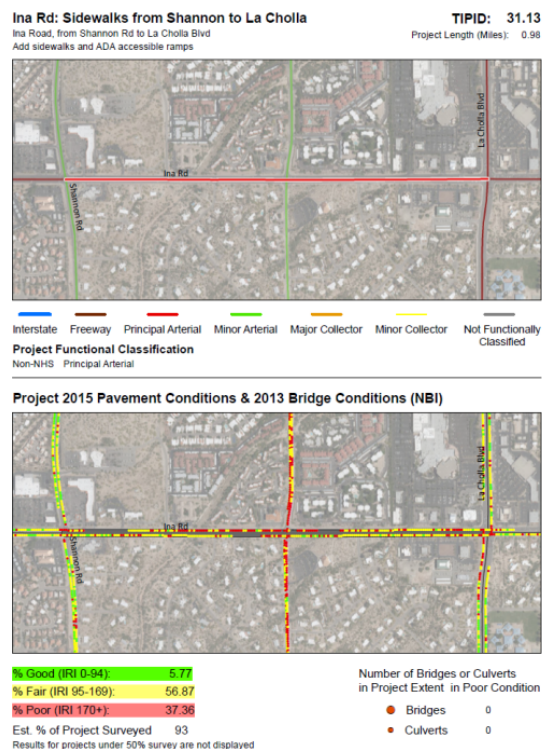 Ina Rd: Sidewalks from Shannon to La Cholla TIPID: 31.13
Ina Road, from Shannon Rd to La Cholla Blvd Project Length (Miles): 0.98
Add sidewalks and ADA accessible ramps
La Cholla Blvd
Ina Rd
Shannon Rd
Interstate Freeway Principal Arterial Minor Arterial Major Collector Minor Collector Not Functionally
Classified
Project Functional Classification
Non-NHS Principal Arterial
Project 2015 Pavement Conditions & 2013 Bridge Conditions (NBI)
La Cholla Blvd
Ina Rd
Shannon Rd
% Good (IRI 0-94): 5.77
% Fair (IRI 95-169): 56.87
% Poor (IRI 170+): 37.36
Est. % of Project Surveyed 93
Results for projects under 50% survey are not displayed
Number of Bridges or Culverts
in Project Extent in Poor Condition
Bridges 0
Culverts 0